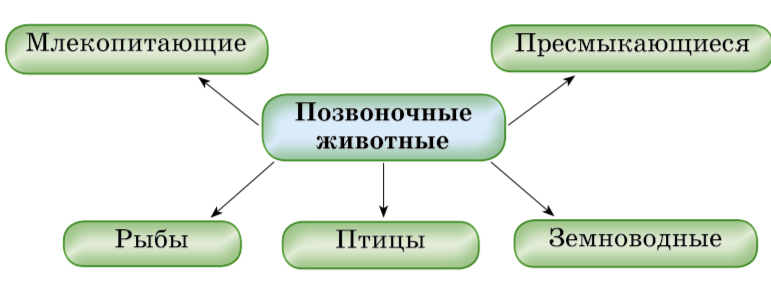 Млекопитающие
Пресмыкающиеся
Позвоночные
животные
Рыбы
Птицы
Земноводные